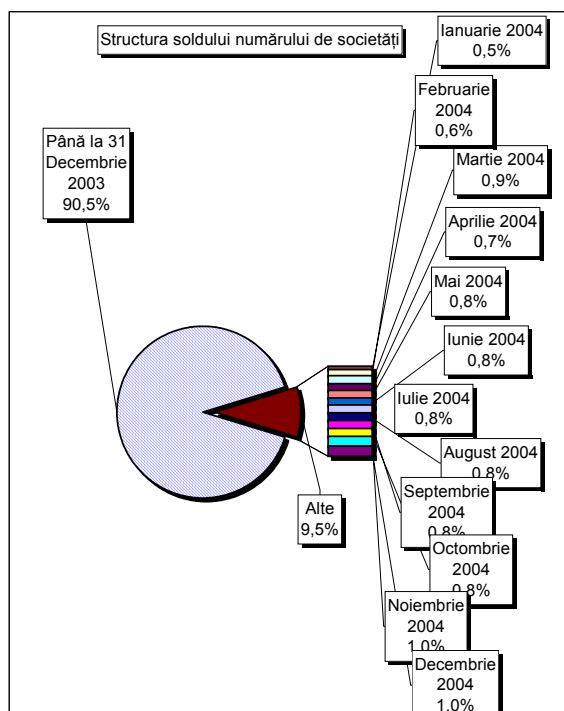 Structura soldului numărului de societăți
Ianuarie 2004
0,5%
Februarie
2004
0,6%
Până la 31
Decembrie
2003
90,5%
Martie 2004
0,9%
Aprilie 2004
0,7%
Mai 2004
0,8%
Iunie 2004
0,8%
Iulie 2004
0,8%
August 2004
0,8%
Septembrie
2004
0,8%
Alte
9,5%
Octombrie
2004
0,8%
Noiembrie
2004
1,0%
Decembrie
2004
1,0%